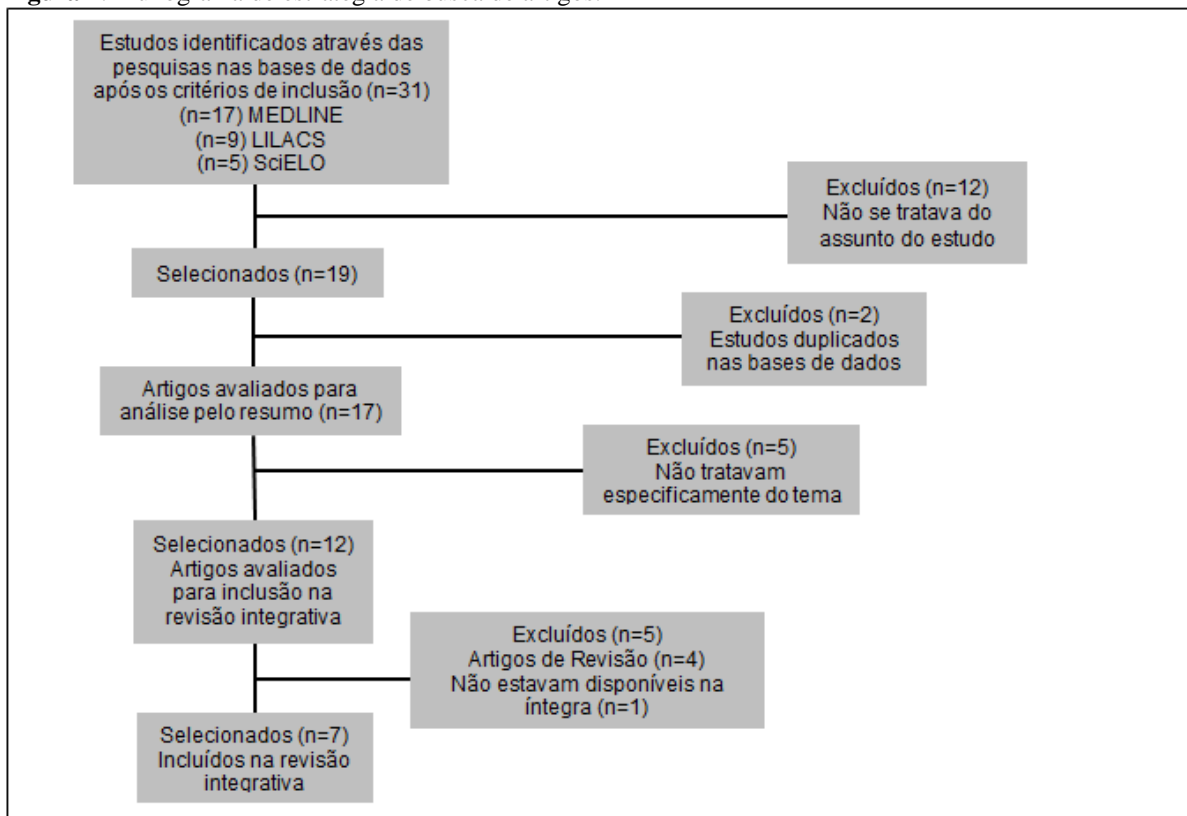 Estudos identificados através das
pesquisas nas bases de dados
após os critérios de inclusão (n=31)
(n=17) MEDLINE
(n=9) LILACS
(n=5) SciELO
Excluídos (n=12)
Não se tratava do
assunto do estudo
Selecionados (n=19)
Excluídos (n=2)
Estudos duplicados
nas bases de dados
Artigos avaliados para
análise pelo resumo (n=17)
Excluídos (n=5)
Não tratavam
especificamente do tema
Selecionados (n=12)
Artigos avaliados
para inclusão na
revisão integrativa
Excluídos (n=5)
Artigos de Revisão (n=4)
Não estavam disponíveis na
íntegra (n=1)
Selecionados (n=7)
Incluídos na revisão
integrativa